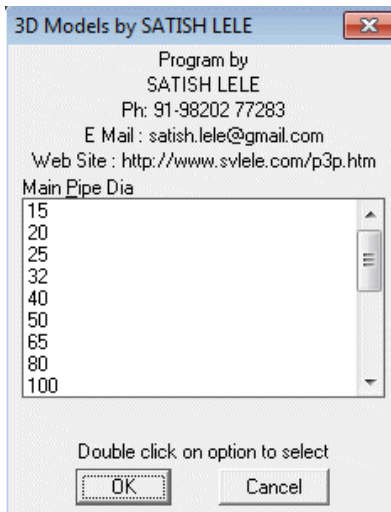 3D Models by SATISH LELE
Program by
SATISH LELE
Ph: 91-98202 77283
E Mail : satish.lele@gmail.com
Web Site : http://www.svlele.com/p3p.htm
Main Pipe Dia
15
20
25
32
40
50
65
80
100
Double click on option to select
OK
Cancel